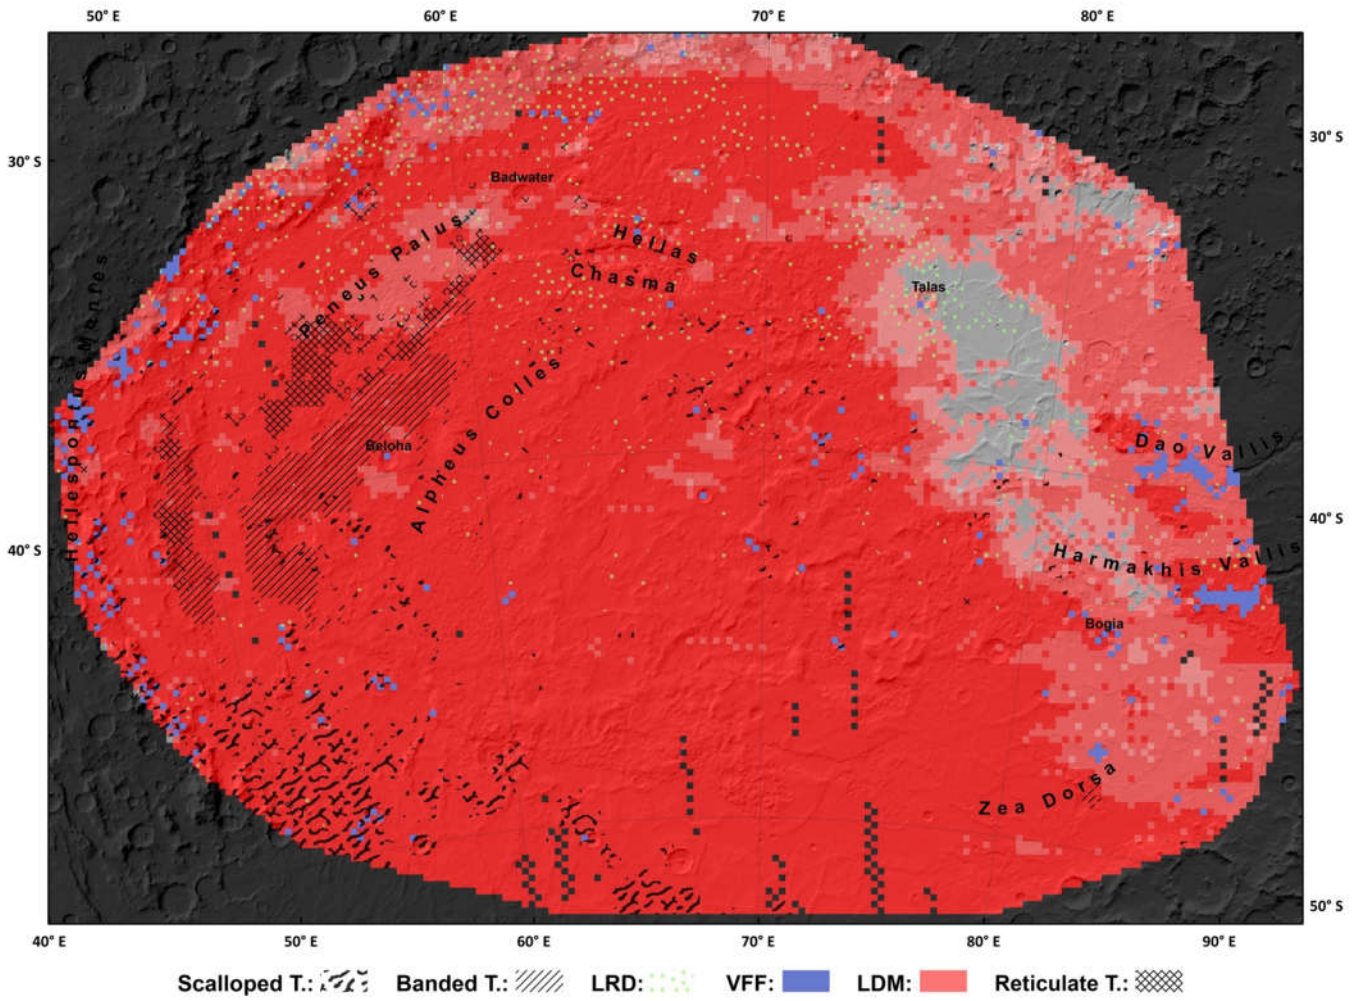 50° E 60° E 70° E 80° E
30° S
30° S
Badwater
Peneus Palus
Hellas
Chasma
Talas
Hellespontus Montes
Alpheus Colles
Beloha
Dao Vallis
40° S
40° S
Harmakhis Vallis
Bogia
Zea Dorsa
50° S
40° E 50° E 60° E 70° E 80° E 90° E
Scalloped T.: Banded T.: LRD: VFF: LDM: Reticulate T.: